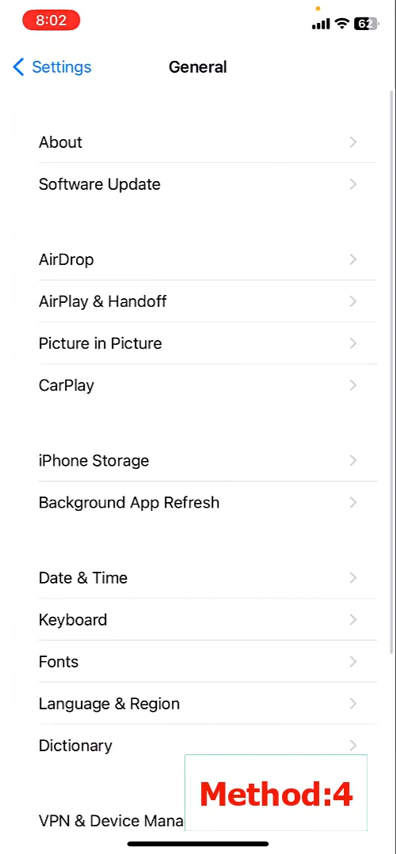 8:02
62
Settings
General
About
Software Update
AirDrop
AirPlay & Handoff
Picture in Picture
CarPlay
iPhone Storage
Background App Refresh
Date & Time
Keyboard
Fonts
Language & Region
Dictionary
Method:4
VPN & Device Mana